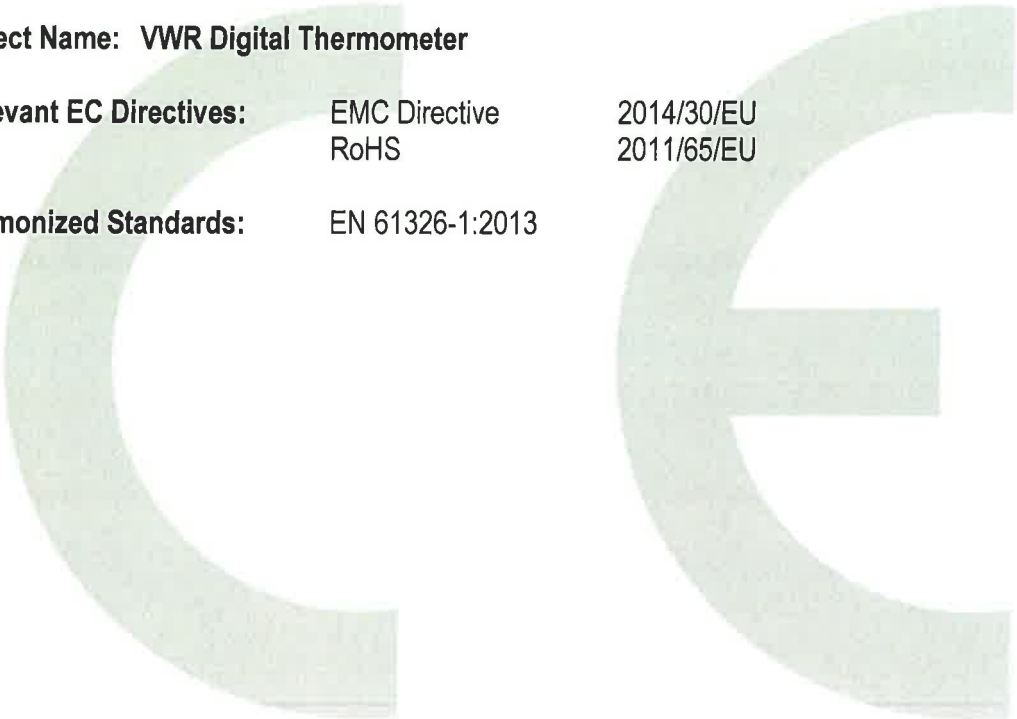 ect Name: VWR Digital Thermometer
evant EC Directives: EMC Directive 2014/30/EU
RoHS 2011/65/EU
monized Standards: EN 61326-1:2013
CE